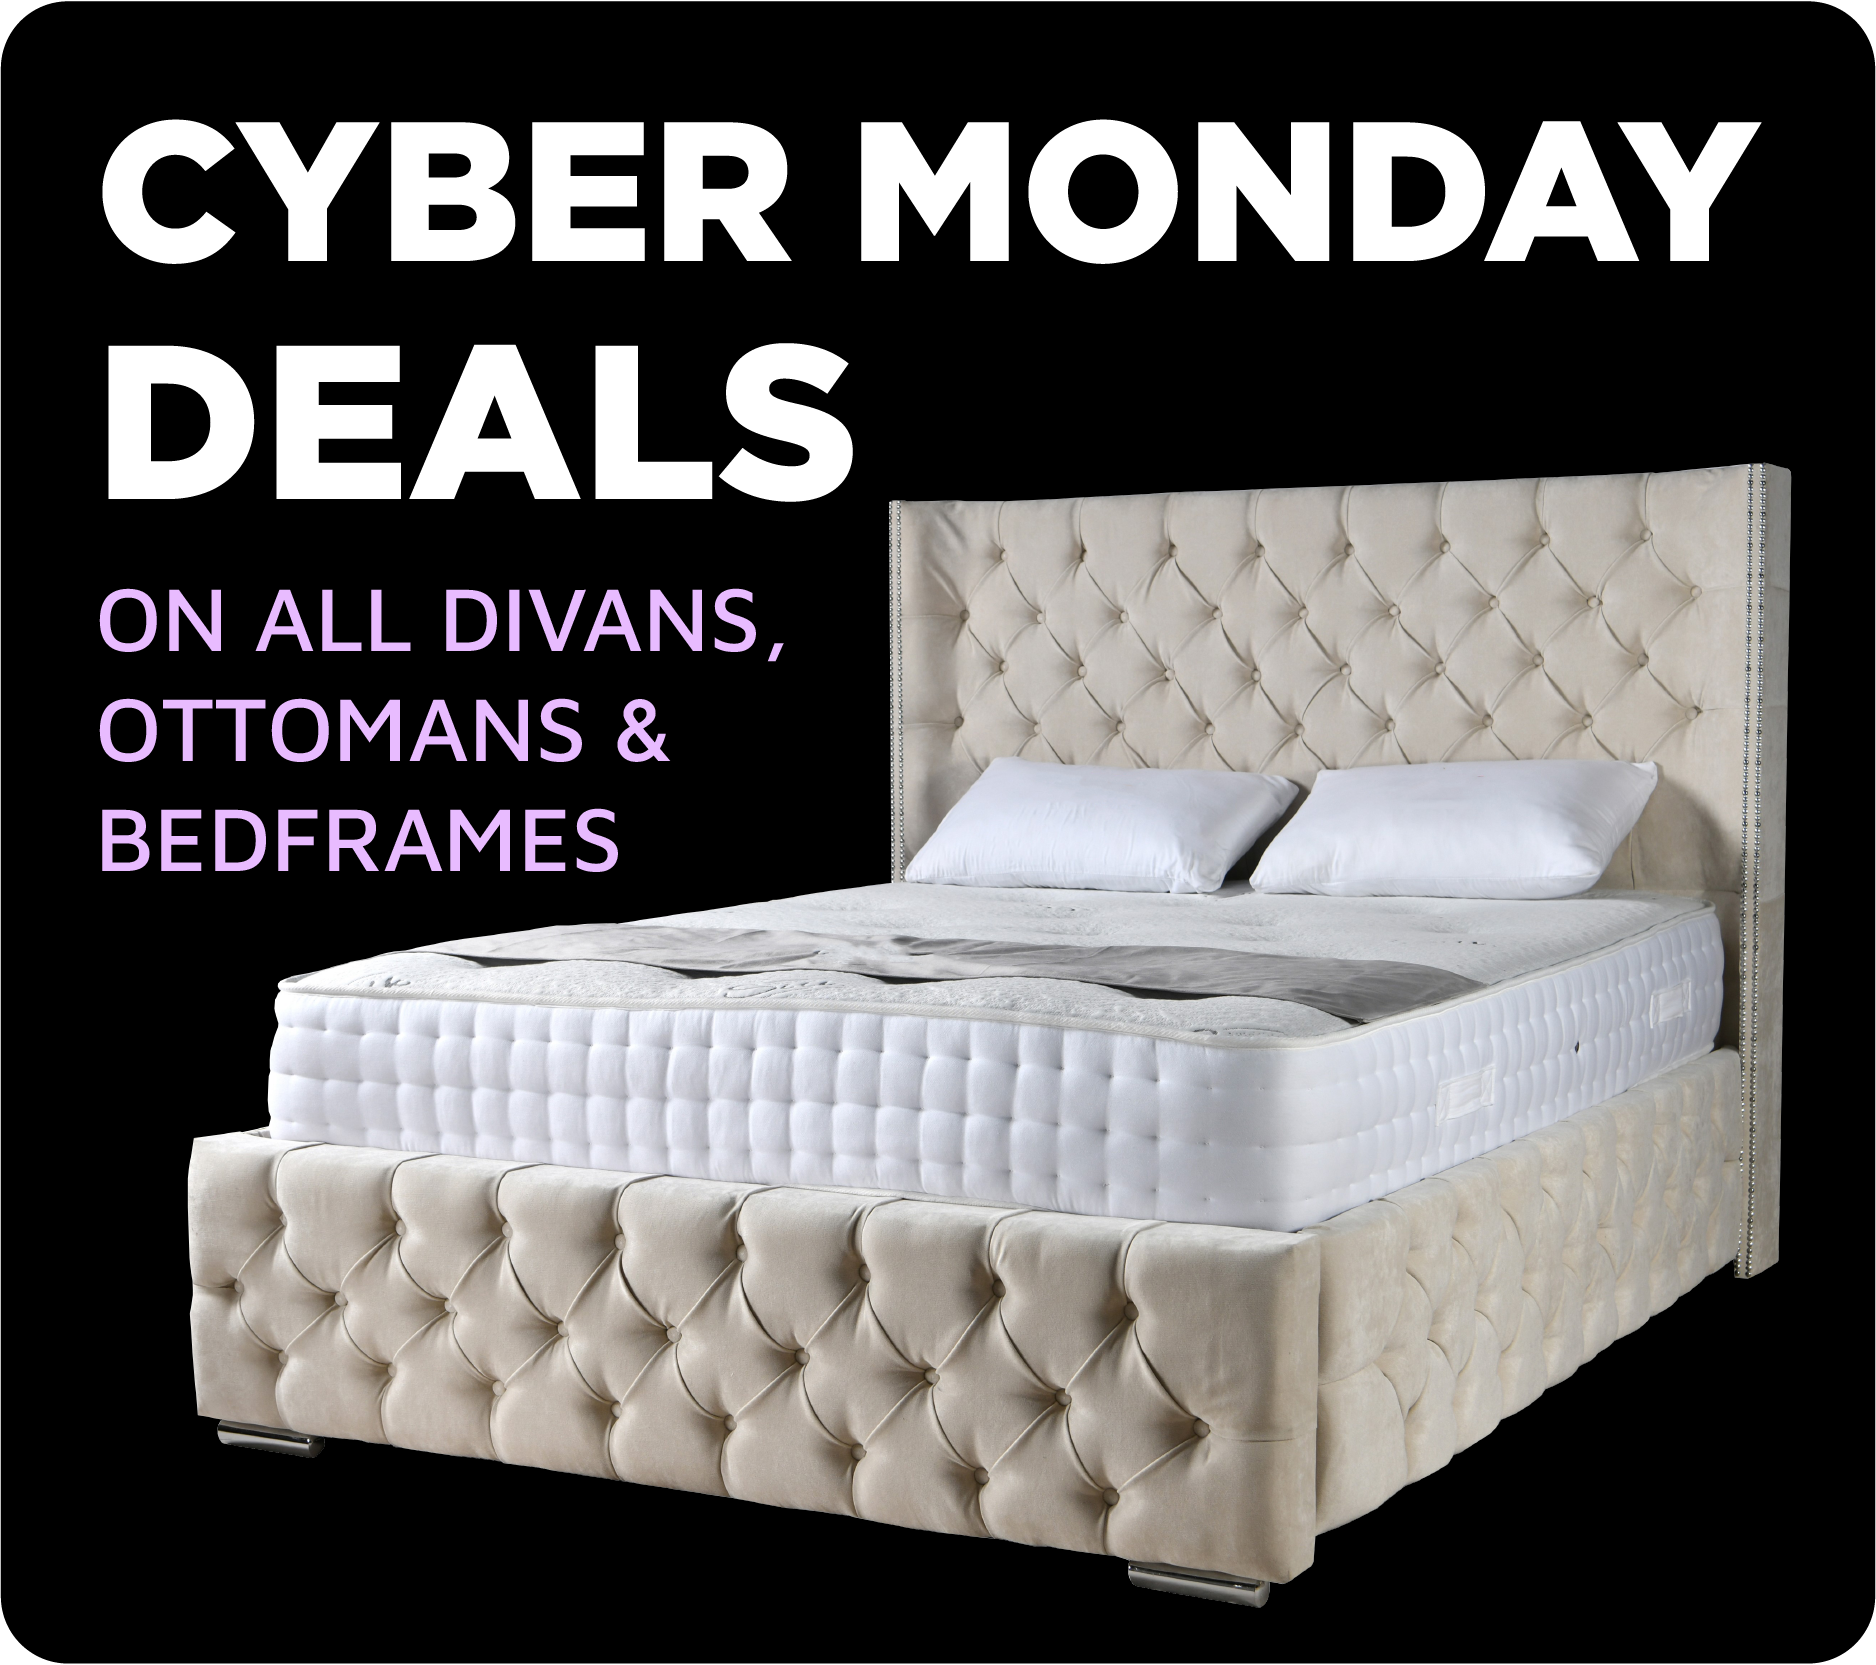 CYBER MONDAY
DEALS
ON ALL DIVANS,
OTTOMANS &
BEDFRAMES